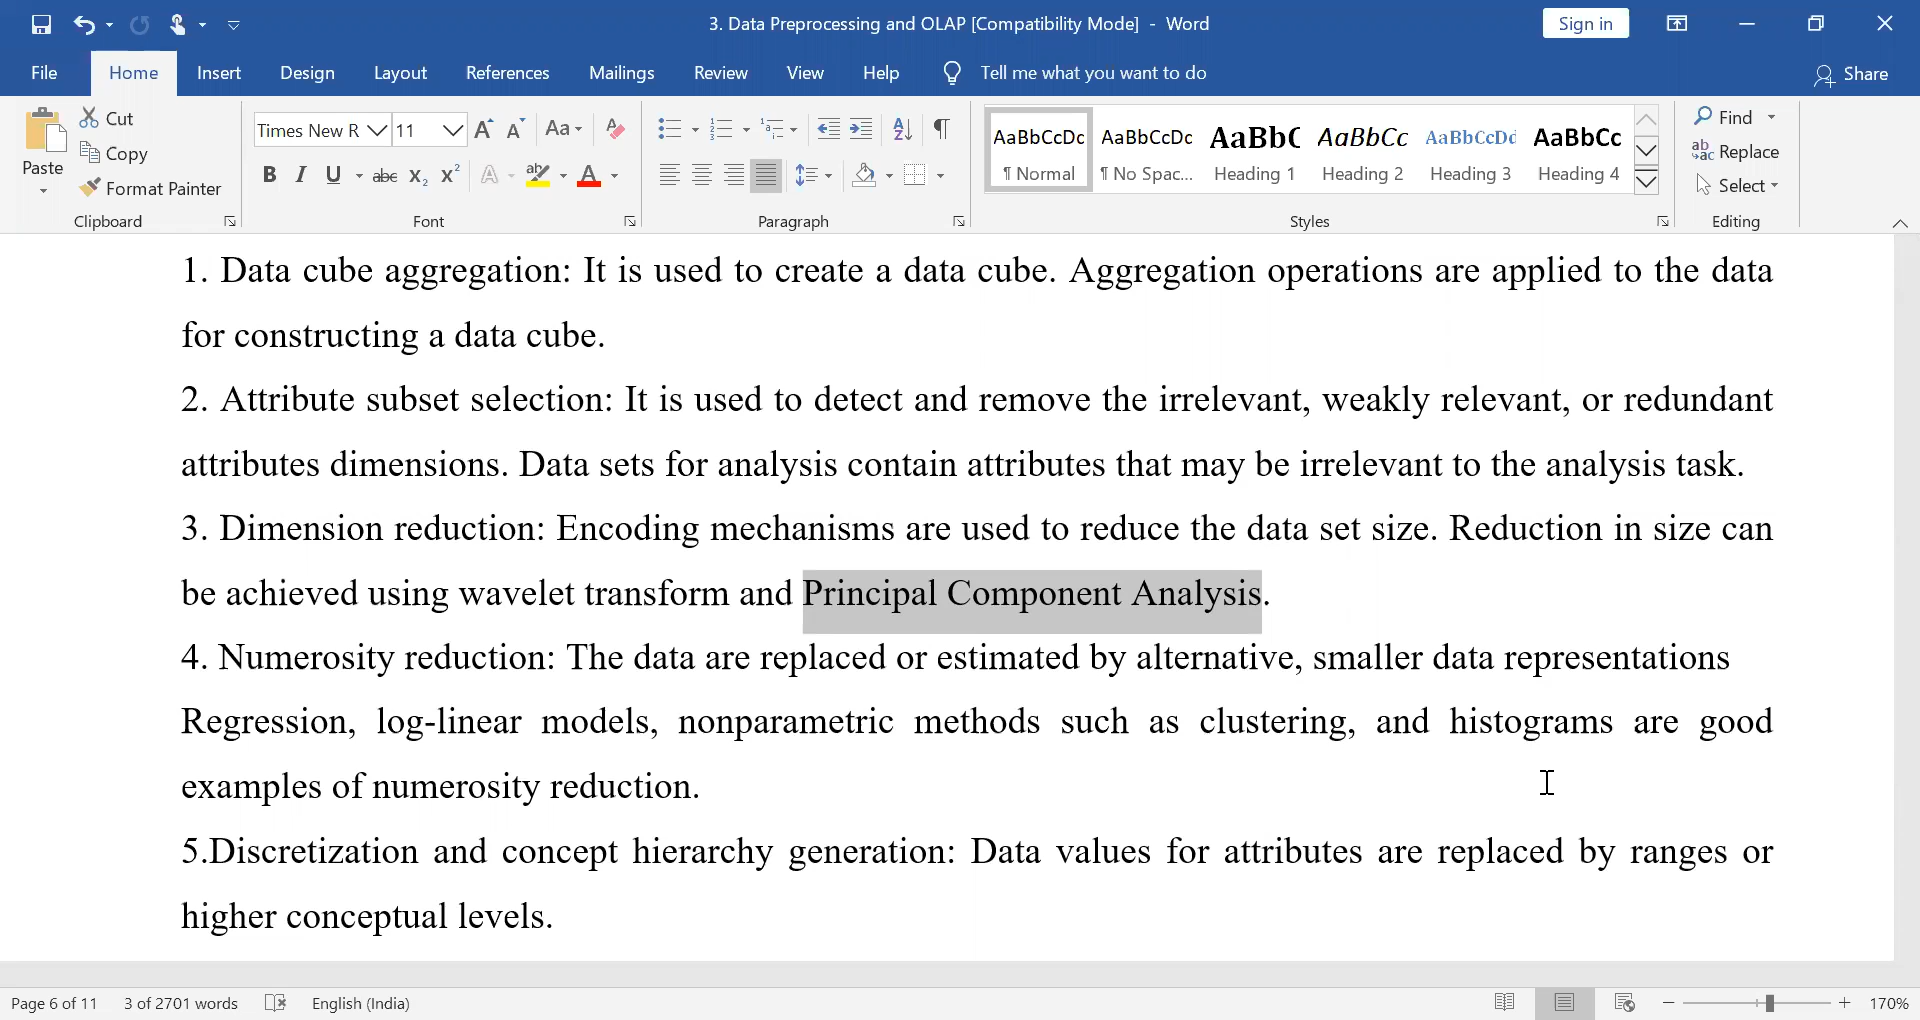 3. Data Preprocessing and OLAP [Compatibility Mode] - Word
Sign in
File Home Insert Design Layout References Mailings Review View Help Tell me what you want to do Share
Paste
Cut
Copy
Format Painter
Clipboard
Times New R 11
Aa
B I U abc X₂ X²
A ab A
Font
Paragraph
AaBbCcDc AaBbCcDc AaBbC AaBbCc AaBbCcDd AaBbCc
¶ Normal ¶ No Spac... Heading 1 Heading 2 Heading 3 Heading 4
Styles
Find
Replace
Select
Editing
1. Data cube aggregation: It is used to create a data cube. Aggregation operations are applied to the data
for constructing a data cube.
2. Attribute subset selection: It is used to detect and remove the irrelevant, weakly relevant, or redundant
attributes dimensions. Data sets for analysis contain attributes that may be irrelevant to the analysis task.
3. Dimension reduction: Encoding mechanisms are used to reduce the data set size. Reduction in size can
be achieved using wavelet transform and Principal Component Analysis.
4. Numerosity reduction: The data are replaced or estimated by alternative, smaller data representations
Regression, log-linear models, nonparametric methods such as clustering, and histograms are good
examples of numerosity reduction.
5.Discretization and concept hierarchy generation: Data values for attributes are replaced by ranges or
higher conceptual levels.
Page 6 of 11 3 of 2701 words English (India) 170%